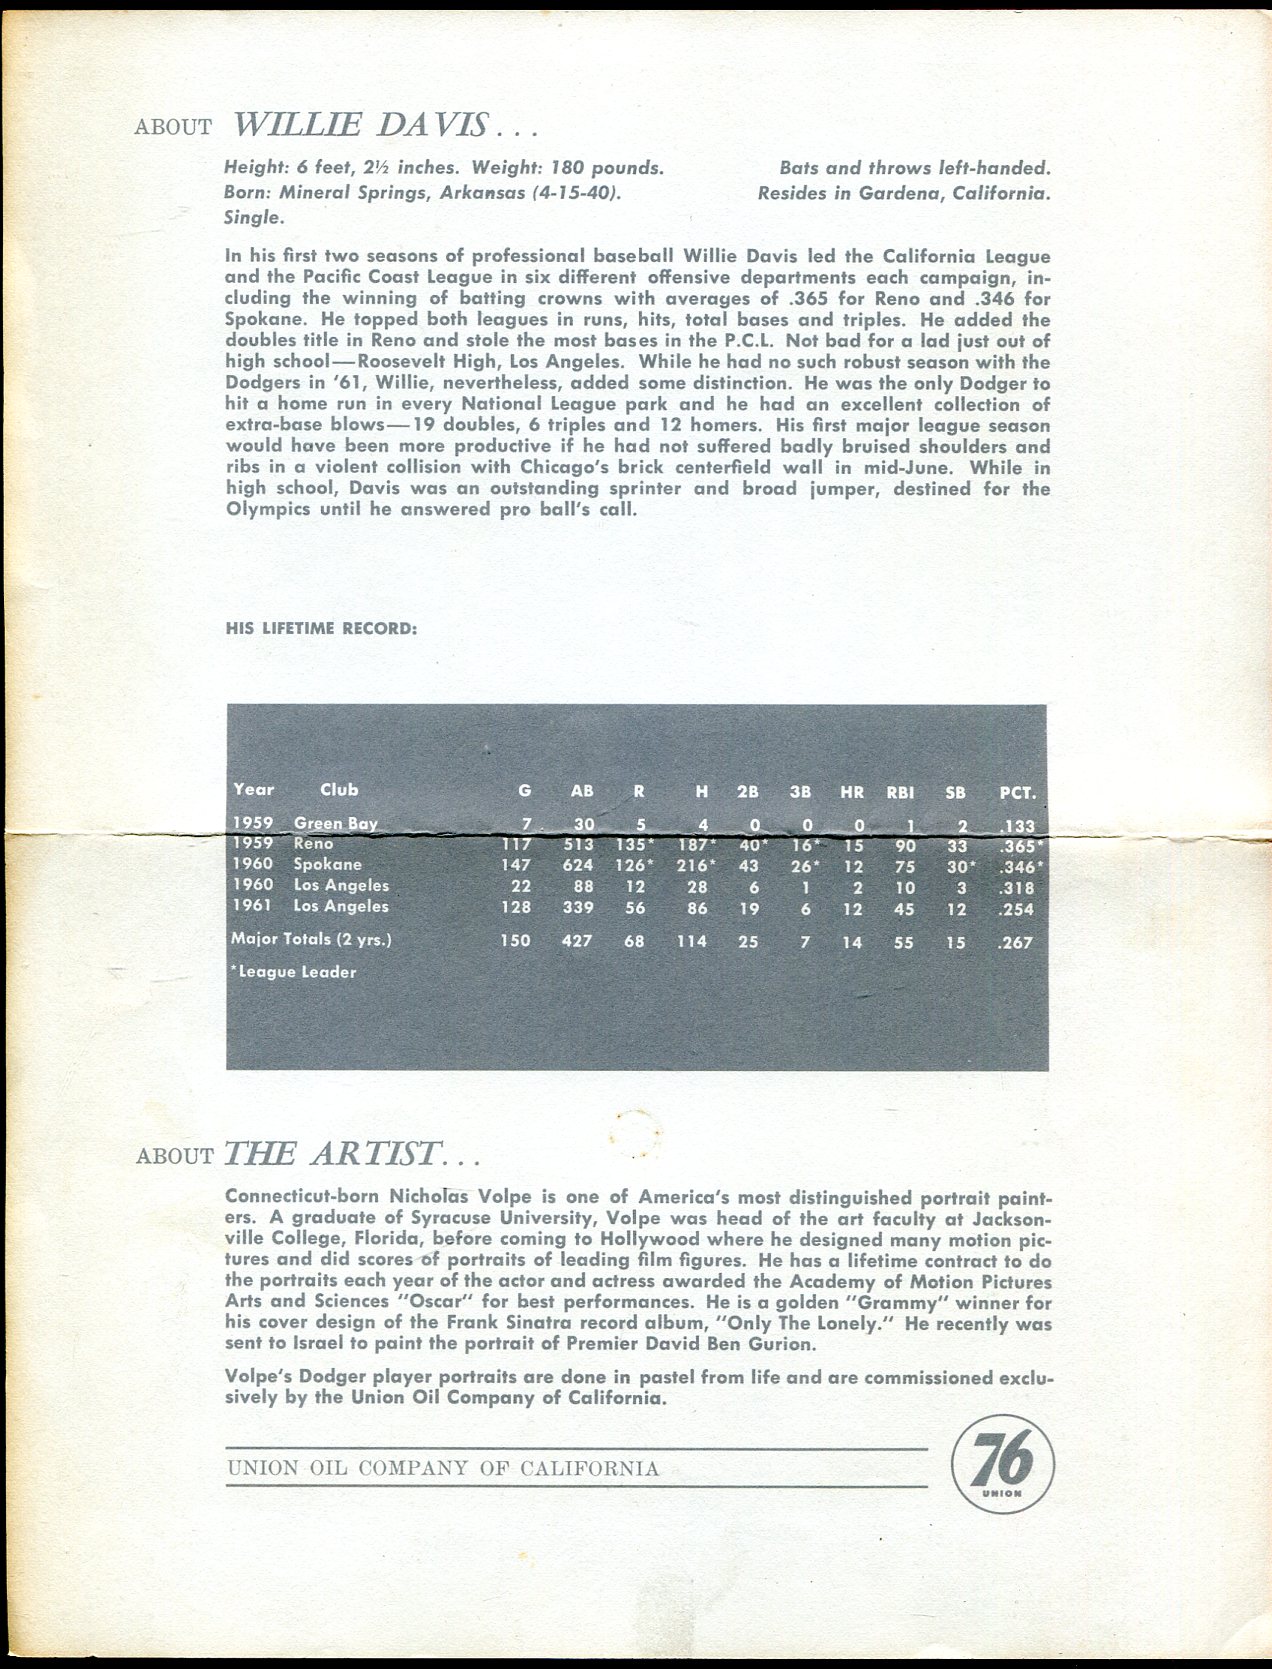 ABOUT WILLIE DAVIS...
Height: 6 feet, 2½ inches. Weight: 180 pounds. Bats and throws left-handed.
Born: Mineral Springs, Arkansas (4-15-40). Resides in Gardena, California.
Single.
In his first two seasons of professional baseball Willie Davis led the California League
and the Pacific Coast League in six different offensive departments each campaign, in-
cluding the winning of batting crowns with averages of .365 for Reno and .346 for
Spokane. He topped both leagues in runs, hits, total bases and triples. He added the
doubles title in Reno and stole the most bases in the P.C.L. Not bad for a lad just out of
high school—Roosevelt High, Los Angeles. While he had no such robust season with the
Dodgers in '61, Willie, nevertheless, added some distinction. He was the only Dodger to
hit a home run in every National League park and he had an excellent collection of
extra-base blows—19 doubles, 6 triples and 12 homers. His first major league season
would have been more productive if he had not suffered badly bruised shoulders and
ribs in a violent collision with Chicago's brick centerfield wall in mid-June. While in
high school, Davis was an outstanding sprinter and broad jumper, destined for the
Olympics until he answered pro ball's call.
HIS LIFETIME RECORD:
Year Club G AB R H 2B 3B HR RBI SB PCT.
1959 Green Bay 7 30 5 4 0 0 0 1 2 .133
1959 Reno 117 513 135* 187* 40* 16* 15 90 33 .365*
1960 Spokane 147 624 126* 216* 43 26* 12 75 30* .346*
1960 Los Angeles 22 88 12 28 6 1 2 10 3 .318
1961 Los Angeles 128 339 56 86 19 6 12 45 12 .254
Major Totals (2 yrs.) 150 427 68 114 25 7 14 55 15 .267
*League Leader
ABOUT THE ARTIST...
Connecticut-born Nicholas Volpe is one of America's most distinguished portrait paint-
ers. A graduate of Syracuse University, Volpe was head of the art faculty at Jackson-
ville College, Florida, before coming to Hollywood where he designed many motion pic-
tures and did scores of portraits of leading film figures. He has a lifetime contract to do
the portraits each year of the actor and actress awarded the Academy of Motion Pictures
Arts and Sciences "Oscar" for best performances. He is a golden "Grammy" winner for
his cover design of the Frank Sinatra record album, "Only The Lonely." He recently was
sent to Israel to paint the portrait of Premier David Ben Gurion.
Volpe's Dodger player portraits are done in pastel from life and are commissioned exclu-
sively by the Union Oil Company of California.
UNION OIL COMPANY OF CALIFORNIA
76
UNION